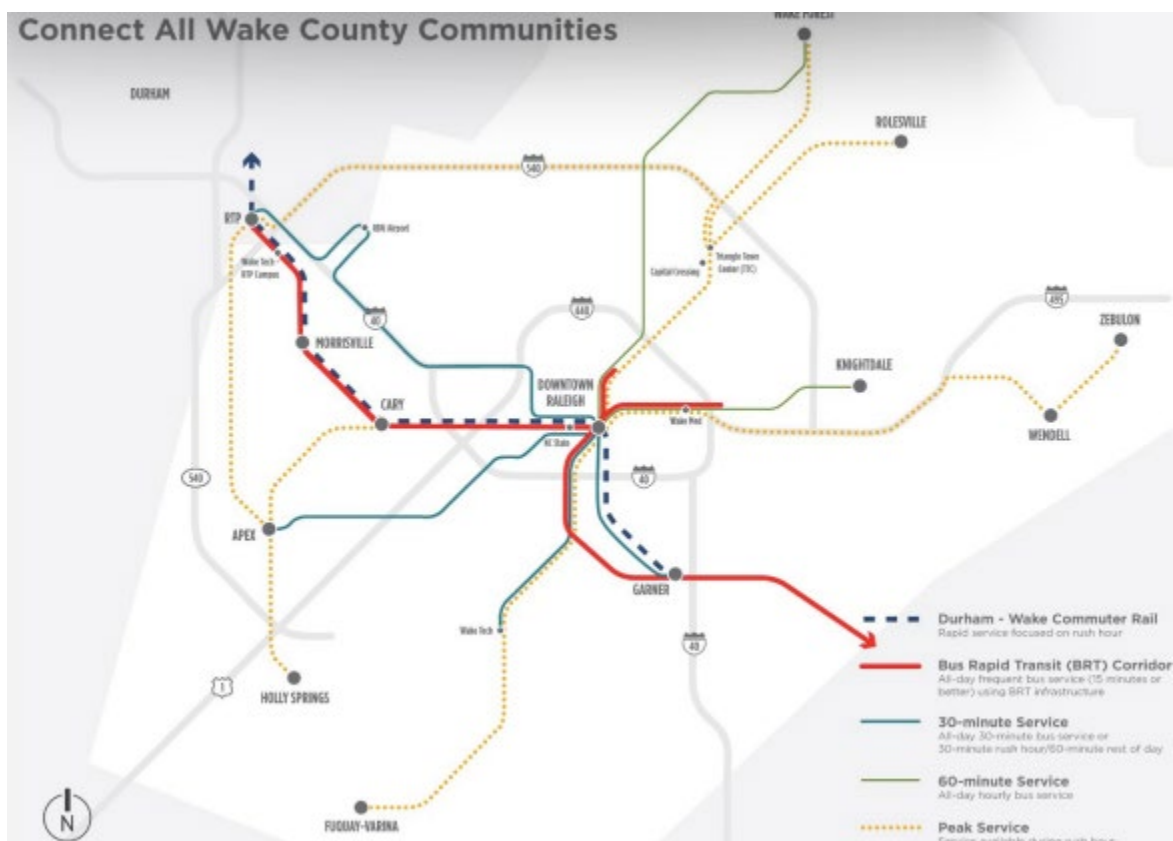 Connect All Wake County Communities
WAKE FOREST
DURHAM
ROLESVILLE
540
RTP
RDU Airport
Wake Tech
RTP Campus
Triangle Town
Center (TTC)
Capital Crossing
40
440
495
ZEBULON
MORRISVILLE
KNIGHTDALE
DOWNTOWN
RALEIGH
CARY
Wake Med
NC State
WENDELL
540
40
APEX
GARNER
Wake Tech
40
1
HOLLY SPRINGS
FUQUAY-VARINA
N
Durham - Wake Commuter Rail
Rapid service focused on rush hour
Bus Rapid Transit (BRT) Corridor
All-day frequent bus service (15 minutes or
better) using BRT infrastructure
30-minute Service
All-day 30-minute bus service or
30-minute rush hour/60-minute rest of day
60-minute Service
All-day hourly bus service
Peak Service
Service available during rush hour